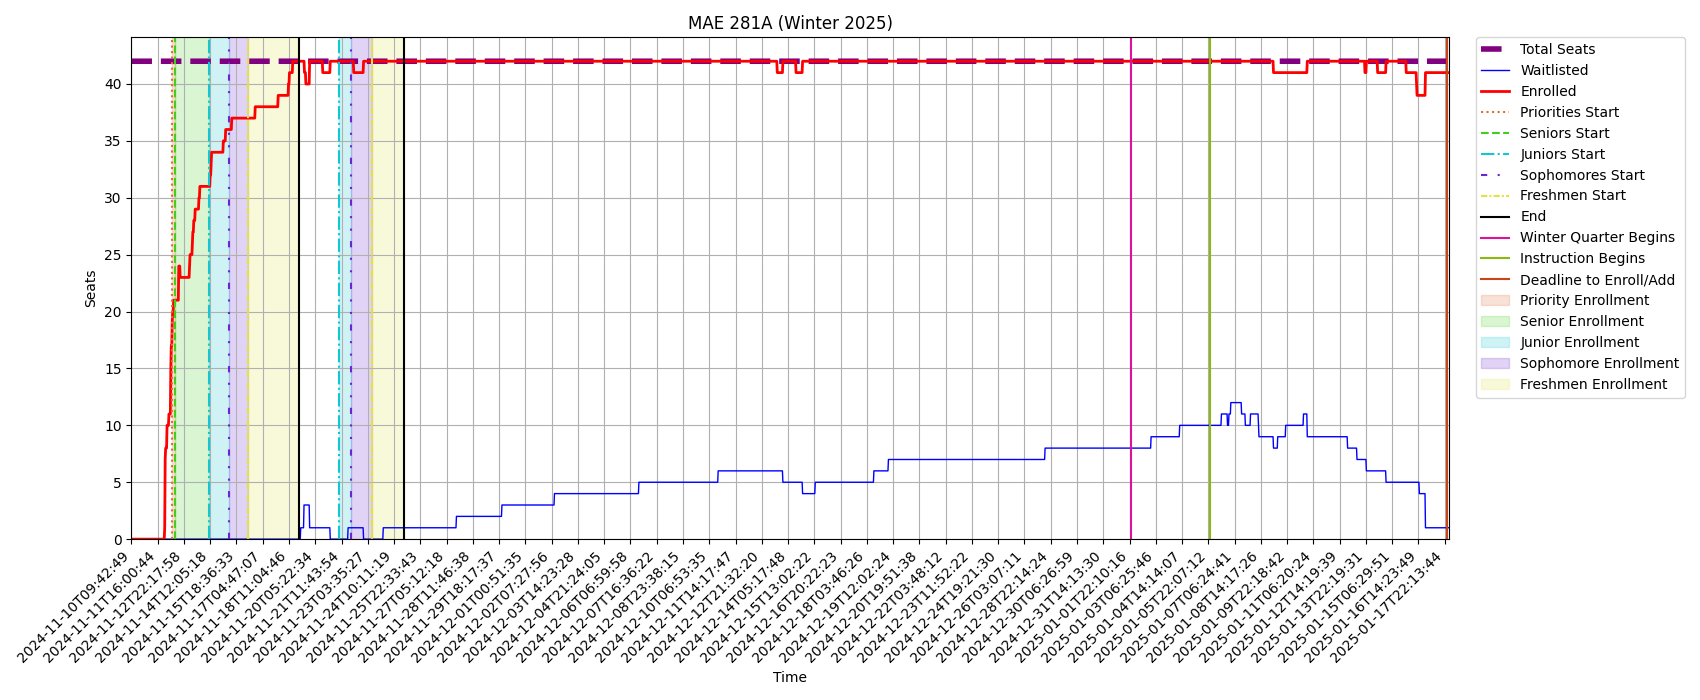 MAE 281A (Winter 2025)
Seats
40
35
30
25
20
15
10
5
0
2024-11-10T09:42:49
2024-11-11T16:00:44
2024-11-12T22:17:58
2024-11-14T12:05:18
2024-11-15T18:36:33
2024-11-17T04:47:07
2024-11-18T11:04:46
2024-11-20T05:22:34
2024-11-21T11:43:54
2024-11-23T03:35:27
2024-11-24T10:11:19
2024-11-25T22:33:43
2024-11-27T05:12:18
2024-11-28T11:46:38
2024-11-29T18:17:37
2024-12-01T00:51:35
2024-12-02T07:27:56
2024-12-03T14:23:28
2024-12-04T21:24:05
2024-12-06T06:59:58
2024-12-07T16:36:22
2024-12-08T23:38:15
2024-12-10T06:53:35
2024-12-11T14:17:47
2024-12-12T21:32:20
2024-12-14T05:17:48
2024-12-15T13:02:22
2024-12-16T20:22:23
2024-12-18T03:46:26
2024-12-19T12:02:24
2024-12-20T19:51:38
2024-12-22T03:48:12
2024-12-23T11:52:22
2024-12-24T19:21:30
2024-12-26T03:07:11
2024-12-28T22:14:24
2024-12-30T06:26:59
2024-12-31T14:13:30
2025-01-01T22:10:16
2025-01-03T06:25:46
2025-01-04T14:14:07
2025-01-05T22:07:12
2025-01-07T06:24:41
2025-01-08T14:17:26
2025-01-09T22:18:42
2025-01-11T06:20:24
2025-01-12T14:19:39
2025-01-13T22:19:31
2025-01-15T06:29:51
2025-01-16T14:23:49
2025-01-17T22:13:44
Time
Total Seats
Waitlisted
Enrolled
Priorities Start
Seniors Start
Juniors Start
Sophomores Start
Freshmen Start
End
Winter Quarter Begins
Instruction Begins
Deadline to Enroll/Add
Priority Enrollment
Senior Enrollment
Junior Enrollment
Sophomore Enrollment
Freshmen Enrollment